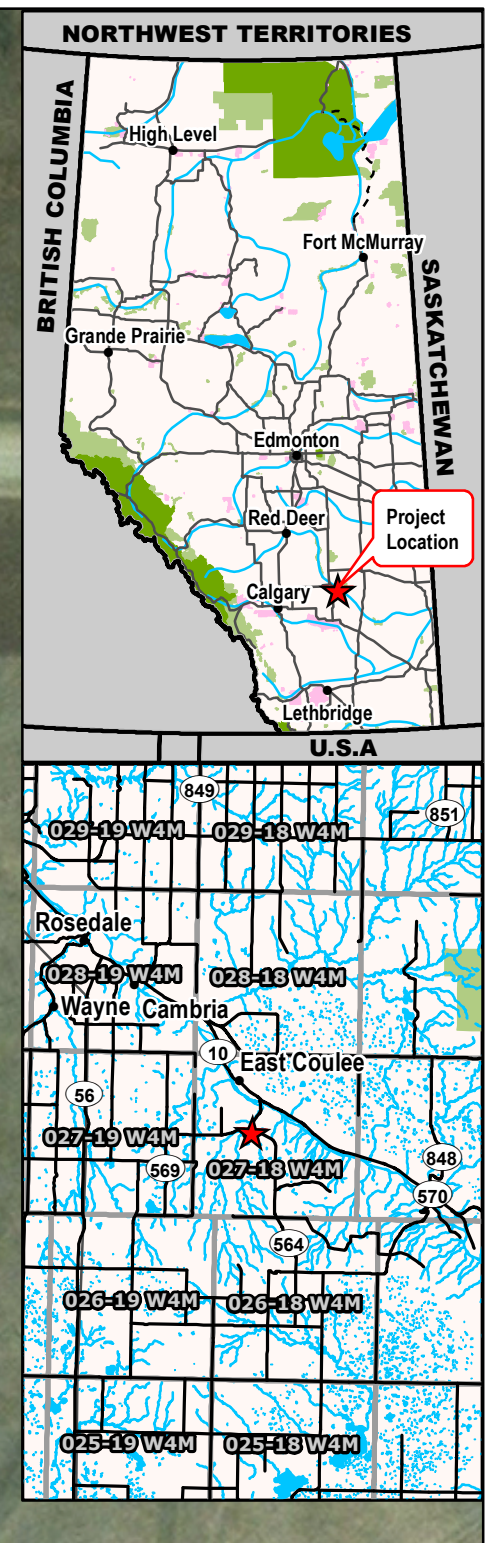 NORTHWEST TERRITORIES
BRITISH COLUMBIA
High Level
Fort McMurray
SASKATCHEWAN
Grande Prairie
Edmonton
Red Deer
Project
Location
Calgary
Lethbridge
U.S.A
849
851
029-19 W4M
029-18 W4M
Rosedale
028-19 W4M
028-18 W4M
Wayne
Cambria
10
East Coulee
56
027-19 W4M
848
569
027-18 W4M
570
564
026-19 W4M
026-18 W4M
025-19 W4M
025-18 W4M